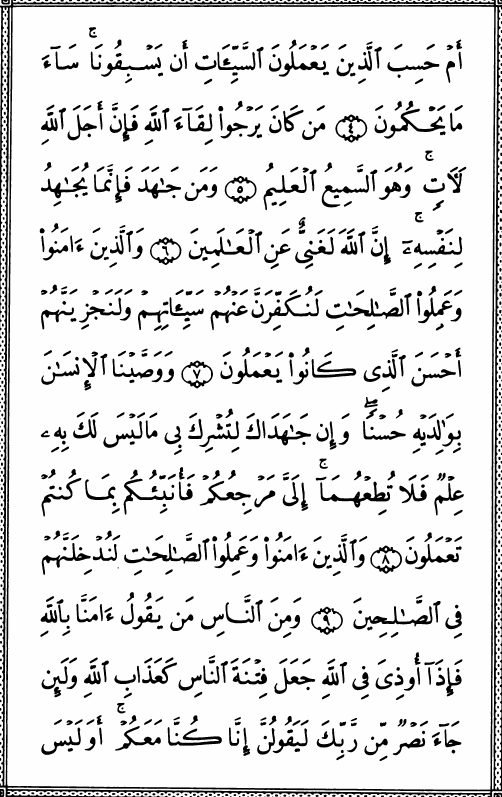 أَمْ حَسِبَ ٱلَّذِينَ يَعْمَلُونَ ٱلسَّيِّـَٔاتِ أَن يَسْبِقُونَا ۚ سَآءَ
مَا يَحْكُمُونَ ﴿٤﴾ مَن كَانَ يَرْجُوا۟ لِقَآءَ ٱللَّهِ فَإِنَّ أَجَلَ ٱللَّهِ
لَـَٔاتٍ ۚ وَهُوَ ٱلسَّمِيعُ ٱلْعَلِيمُ ﴿٥﴾ وَمَن جَـٰهَدَ فَإِنَّمَا يُجَـٰهِدُ
لِنَفْسِهِۦٓ ۚ إِنَّ ٱللَّهَ لَغَنِىٌّ عَنِ ٱلْعَـٰلَمِينَ ﴿٦﴾ وَٱلَّذِينَ ءَامَنُوا۟
وَعَمِلُوا۟ ٱلصَّـٰلِحَـٰتِ لَنُكَفِّرَنَّ عَنْهُمْ سَيِّـَٔاتِهِمْ وَلَنَجْزِيَنَّهُمْ
أَحْسَنَ ٱلَّذِى كَانُوا۟ يَعْمَلُونَ ﴿٧﴾ وَوَصَّيْنَا ٱلْإِنسَـٰنَ
بِوَٰلِدَيْهِ حُسْنًا ۖ وَإِن جَـٰهَدَاكَ لِتُشْرِكَ بِى مَا لَيْسَ لَكَ بِهِۦ
عِلْمٌ فَلَا تُطِعْهُمَآ ۚ إِلَىَّ مَرْجِعُكُمْ فَأُنَبِّئُكُم بِمَا كُنتُمْ
تَعْمَلُونَ ﴿٨﴾ وَٱلَّذِينَ ءَامَنُوا۟ وَعَمِلُوا۟ ٱلصَّـٰلِحَـٰتِ لَنُدْخِلَنَّهُمْ
فِى ٱلصَّـٰلِحِينَ ﴿٩﴾ وَمِنَ ٱلنَّاسِ مَن يَقُولُ ءَامَنَّا بِٱللَّهِ
فَإِذَآ أُوذِىَ فِى ٱللَّهِ جَعَلَ فِتْنَةَ ٱلنَّاسِ كَعَذَابِ ٱللَّهِ وَلَئِن
جَآءَ نَصْرٌ مِّن رَّبِّكَ لَيَقُولُنَّ إِنَّا كُنَّا مَعَكُمْ ۚ أَوَلَيْسَ